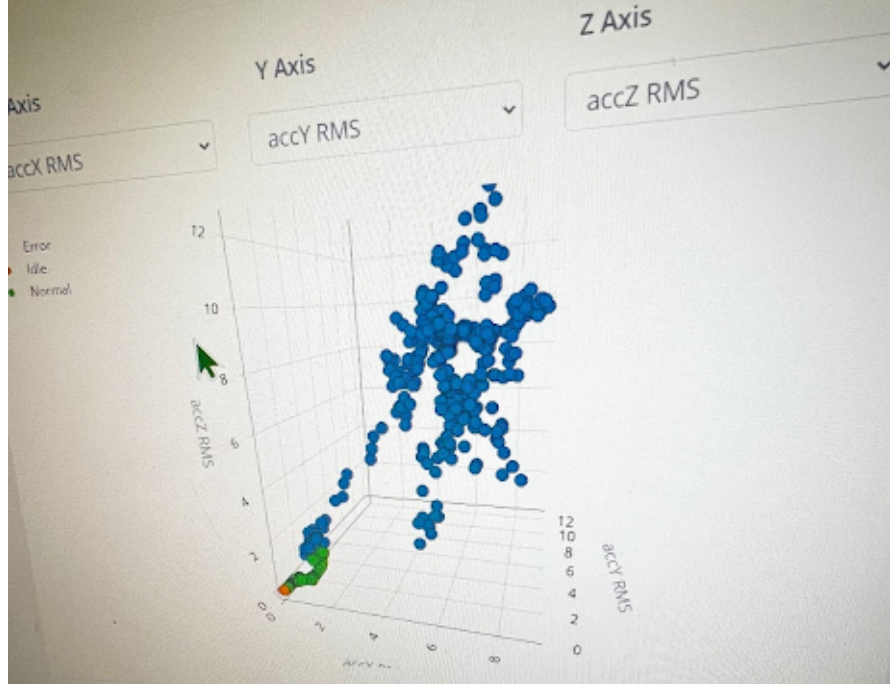 Axis
Y Axis
Z Axis
accX RMS
accY RMS
accZ RMS
Error
Idle
Normal
12
10
8
6
4
2
0
accZ RMS
0
2
4
6
8
12
10
8
6
4
2
0
accY RMS